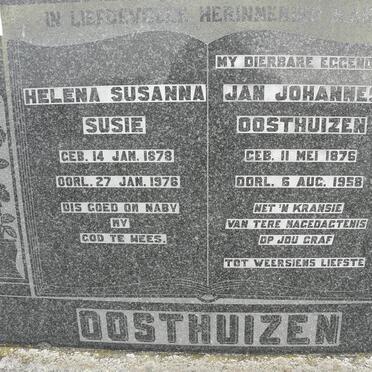 IN LIEFDEVOLLE HERINNERING AAN
HELENA SUSANNA
SUSIE
GEB. 14 JAN. 1878
OORL. 27 JAN. 1976
DIS GOED OM NABY
MY
GOD TE WEES.
MY DIERBARE EGGENO
JAN JOHANNES
OOSTHUIZEN
GEB. 11 MEI 1876
OORL. 6 AUG. 1958
NET 'N KRANSIE
VAN TERE NAGEDAGTENIS
OP JOU GRAF
TOT WEERSIENS LIEFSTE
OOSTHUIZEN